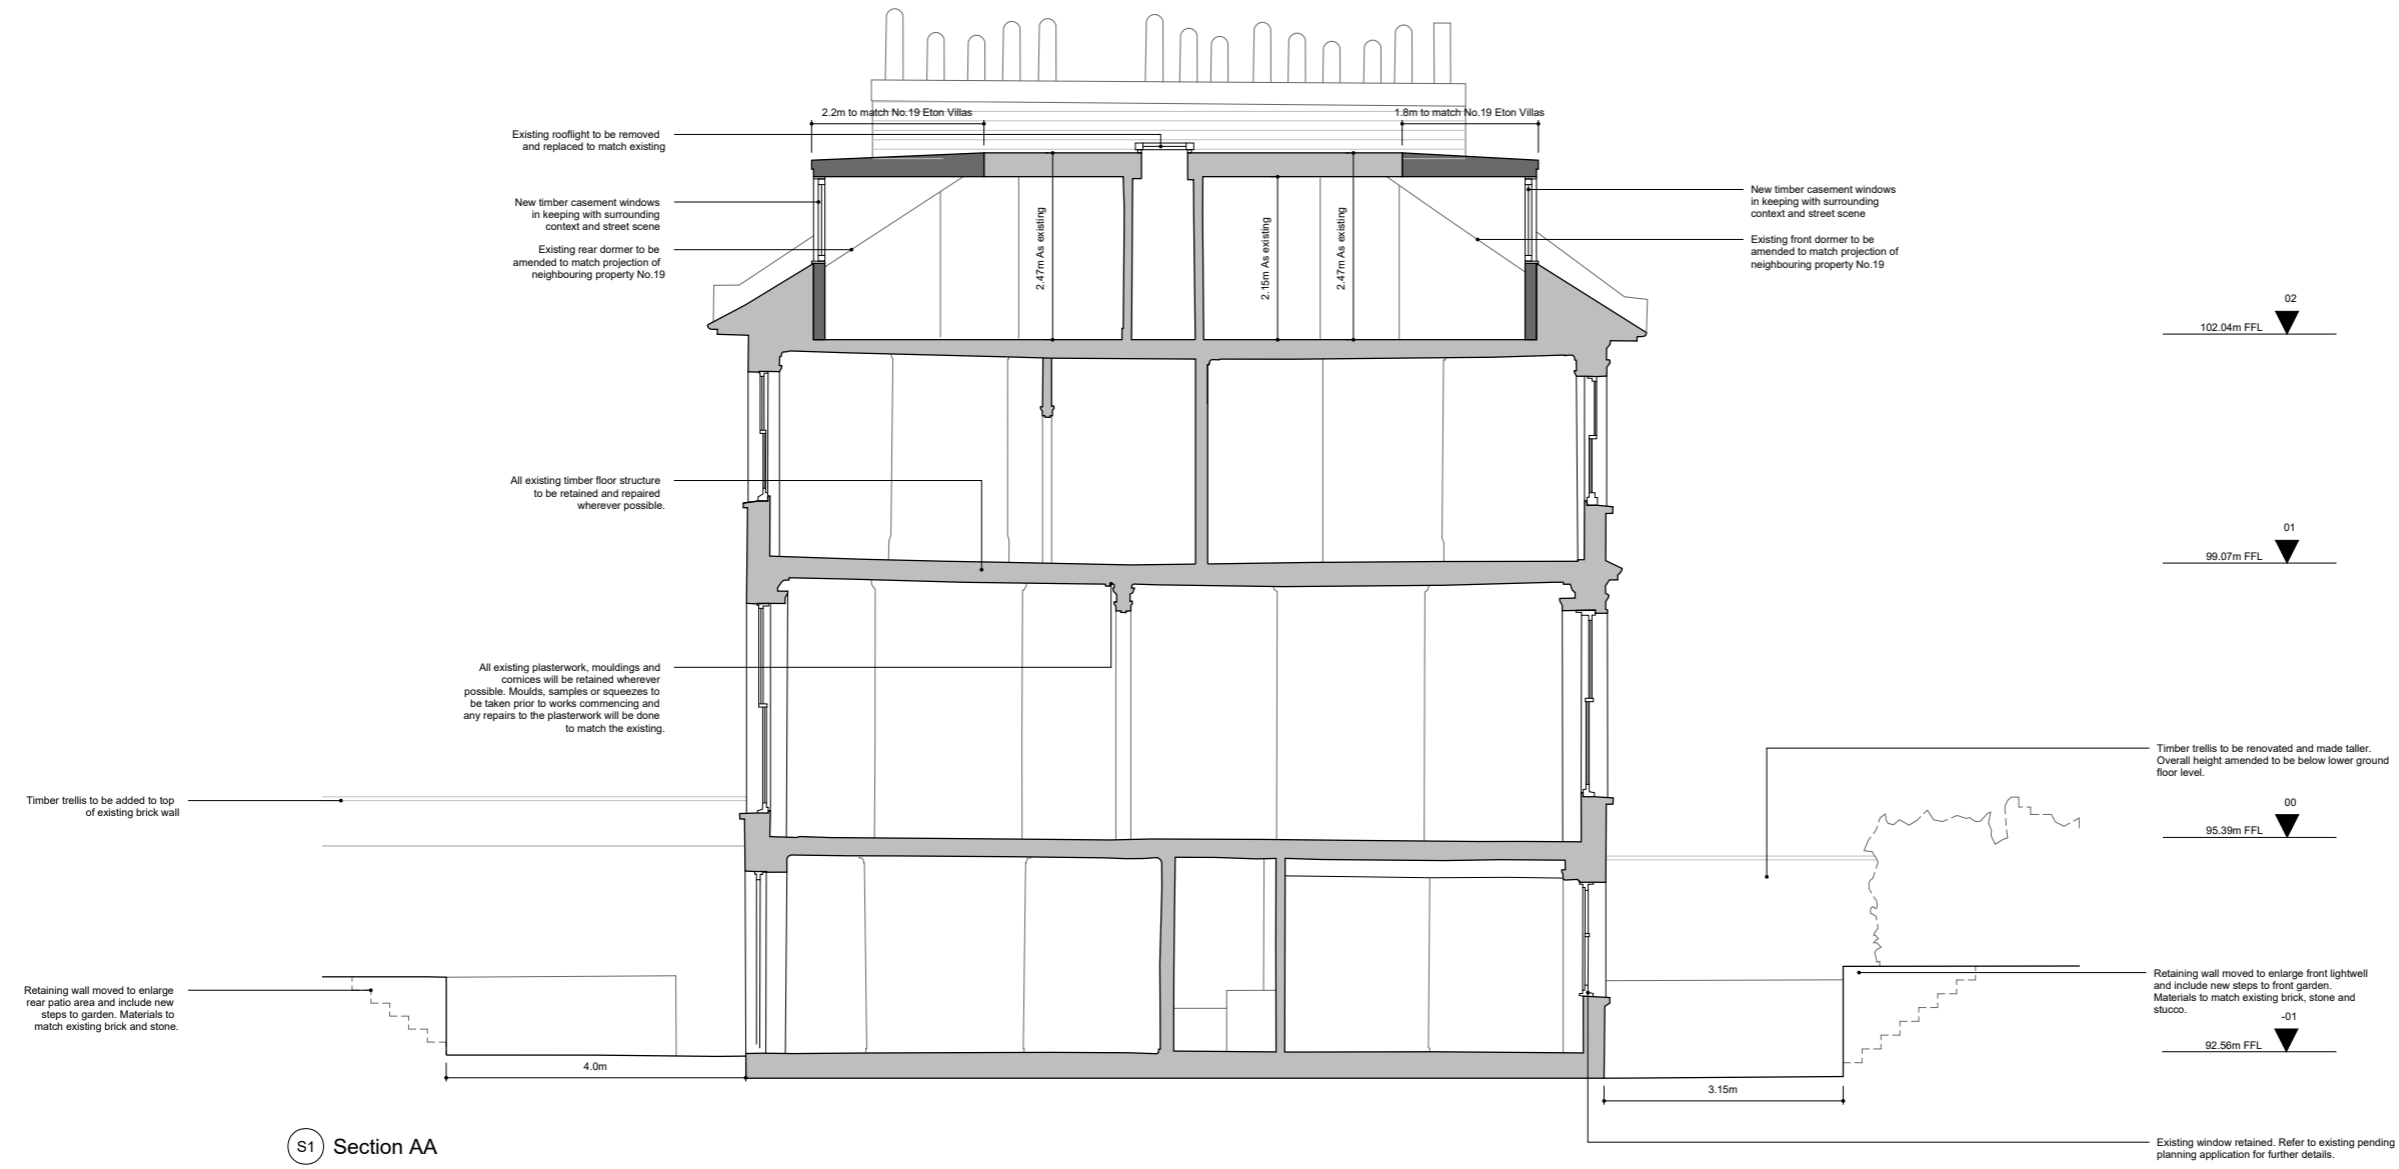 2.2m to match No.19 Eton Villas
1.8m to match No.19 Eton Villas
Existing rooflight to be removed
and replaced to match existing
New timber casement windows
in keeping with surrounding
context and street scene
Existing rear dormer to be
amended to match projection of
neighbouring property No.19
2.47m As existing
2.15m As existing
2.47m As existing
New timber casement windows
in keeping with surrounding
context and street scene
Existing front dormer to be
amended to match projection of
neighbouring property No.19
02
102.04m FFL
All existing timber floor structure
to be retained and repaired
wherever possible.
01
99.07m FFL
All existing plasterwork, mouldings and
cornices will be retained wherever
possible. Moulds, samples or squeezes to
be taken prior to works commencing and
any repairs to the plasterwork will be done
to match the existing.
Timber trellis to be renovated and made taller.
Overall height amended to be below lower ground
floor level.
Timber trellis to be added to top
of existing brick wall
00
95.39m FFL
Retaining wall moved to enlarge
rear patio area and include new
steps to garden. Materials to
match existing brick and stone.
Retaining wall moved to enlarge front lightwell
and include new steps to front garden.
Materials to match existing brick, stone and
stucco.
-01
92.56m FFL
4.0m
3.15m
S1 Section AA
Existing window retained. Refer to existing pending
planning application for further details.